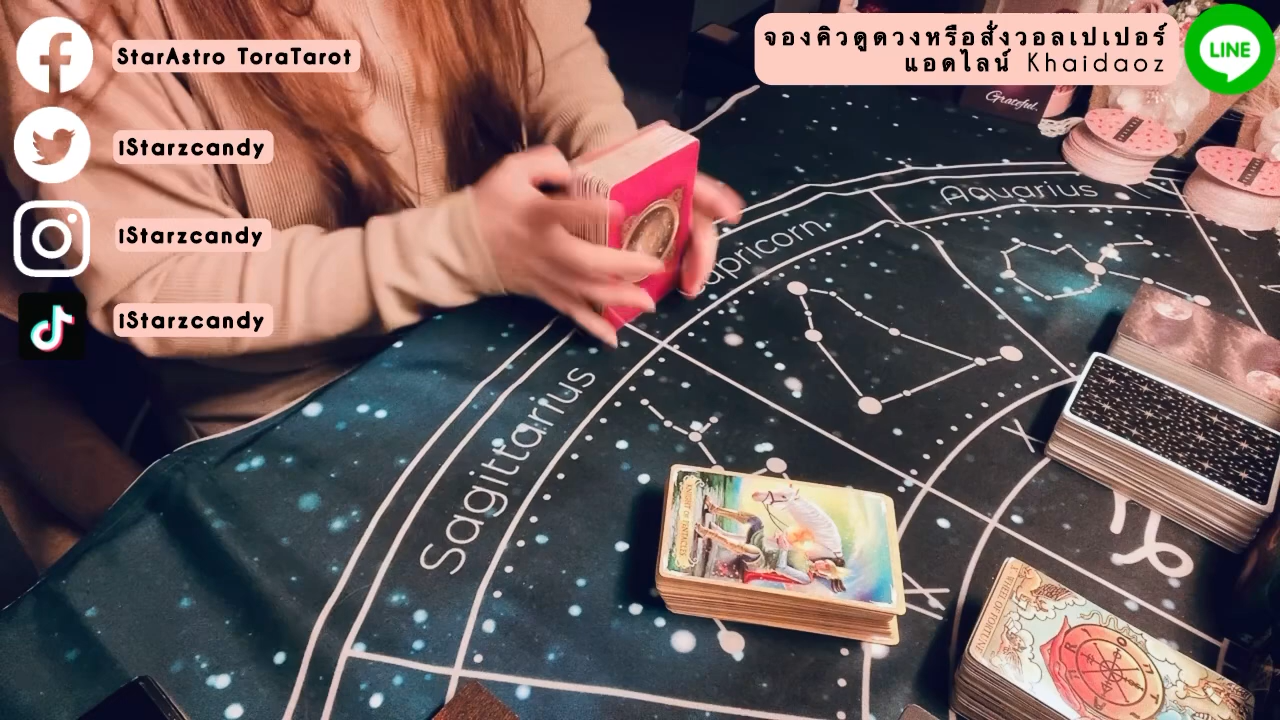 StarAstro ToraTarot
IStarzcandy
IStarzcandy
IStarzcandy
จองคิวดูดวงหรือสั่งวอลเปเปอร์
แอดไลน์ Khaidaoz
LINE
Grateful.
Aquarius
apricorn
Sagittarius
KNIGHT OF PENTACLES
X WHEEL OF FORTUNE